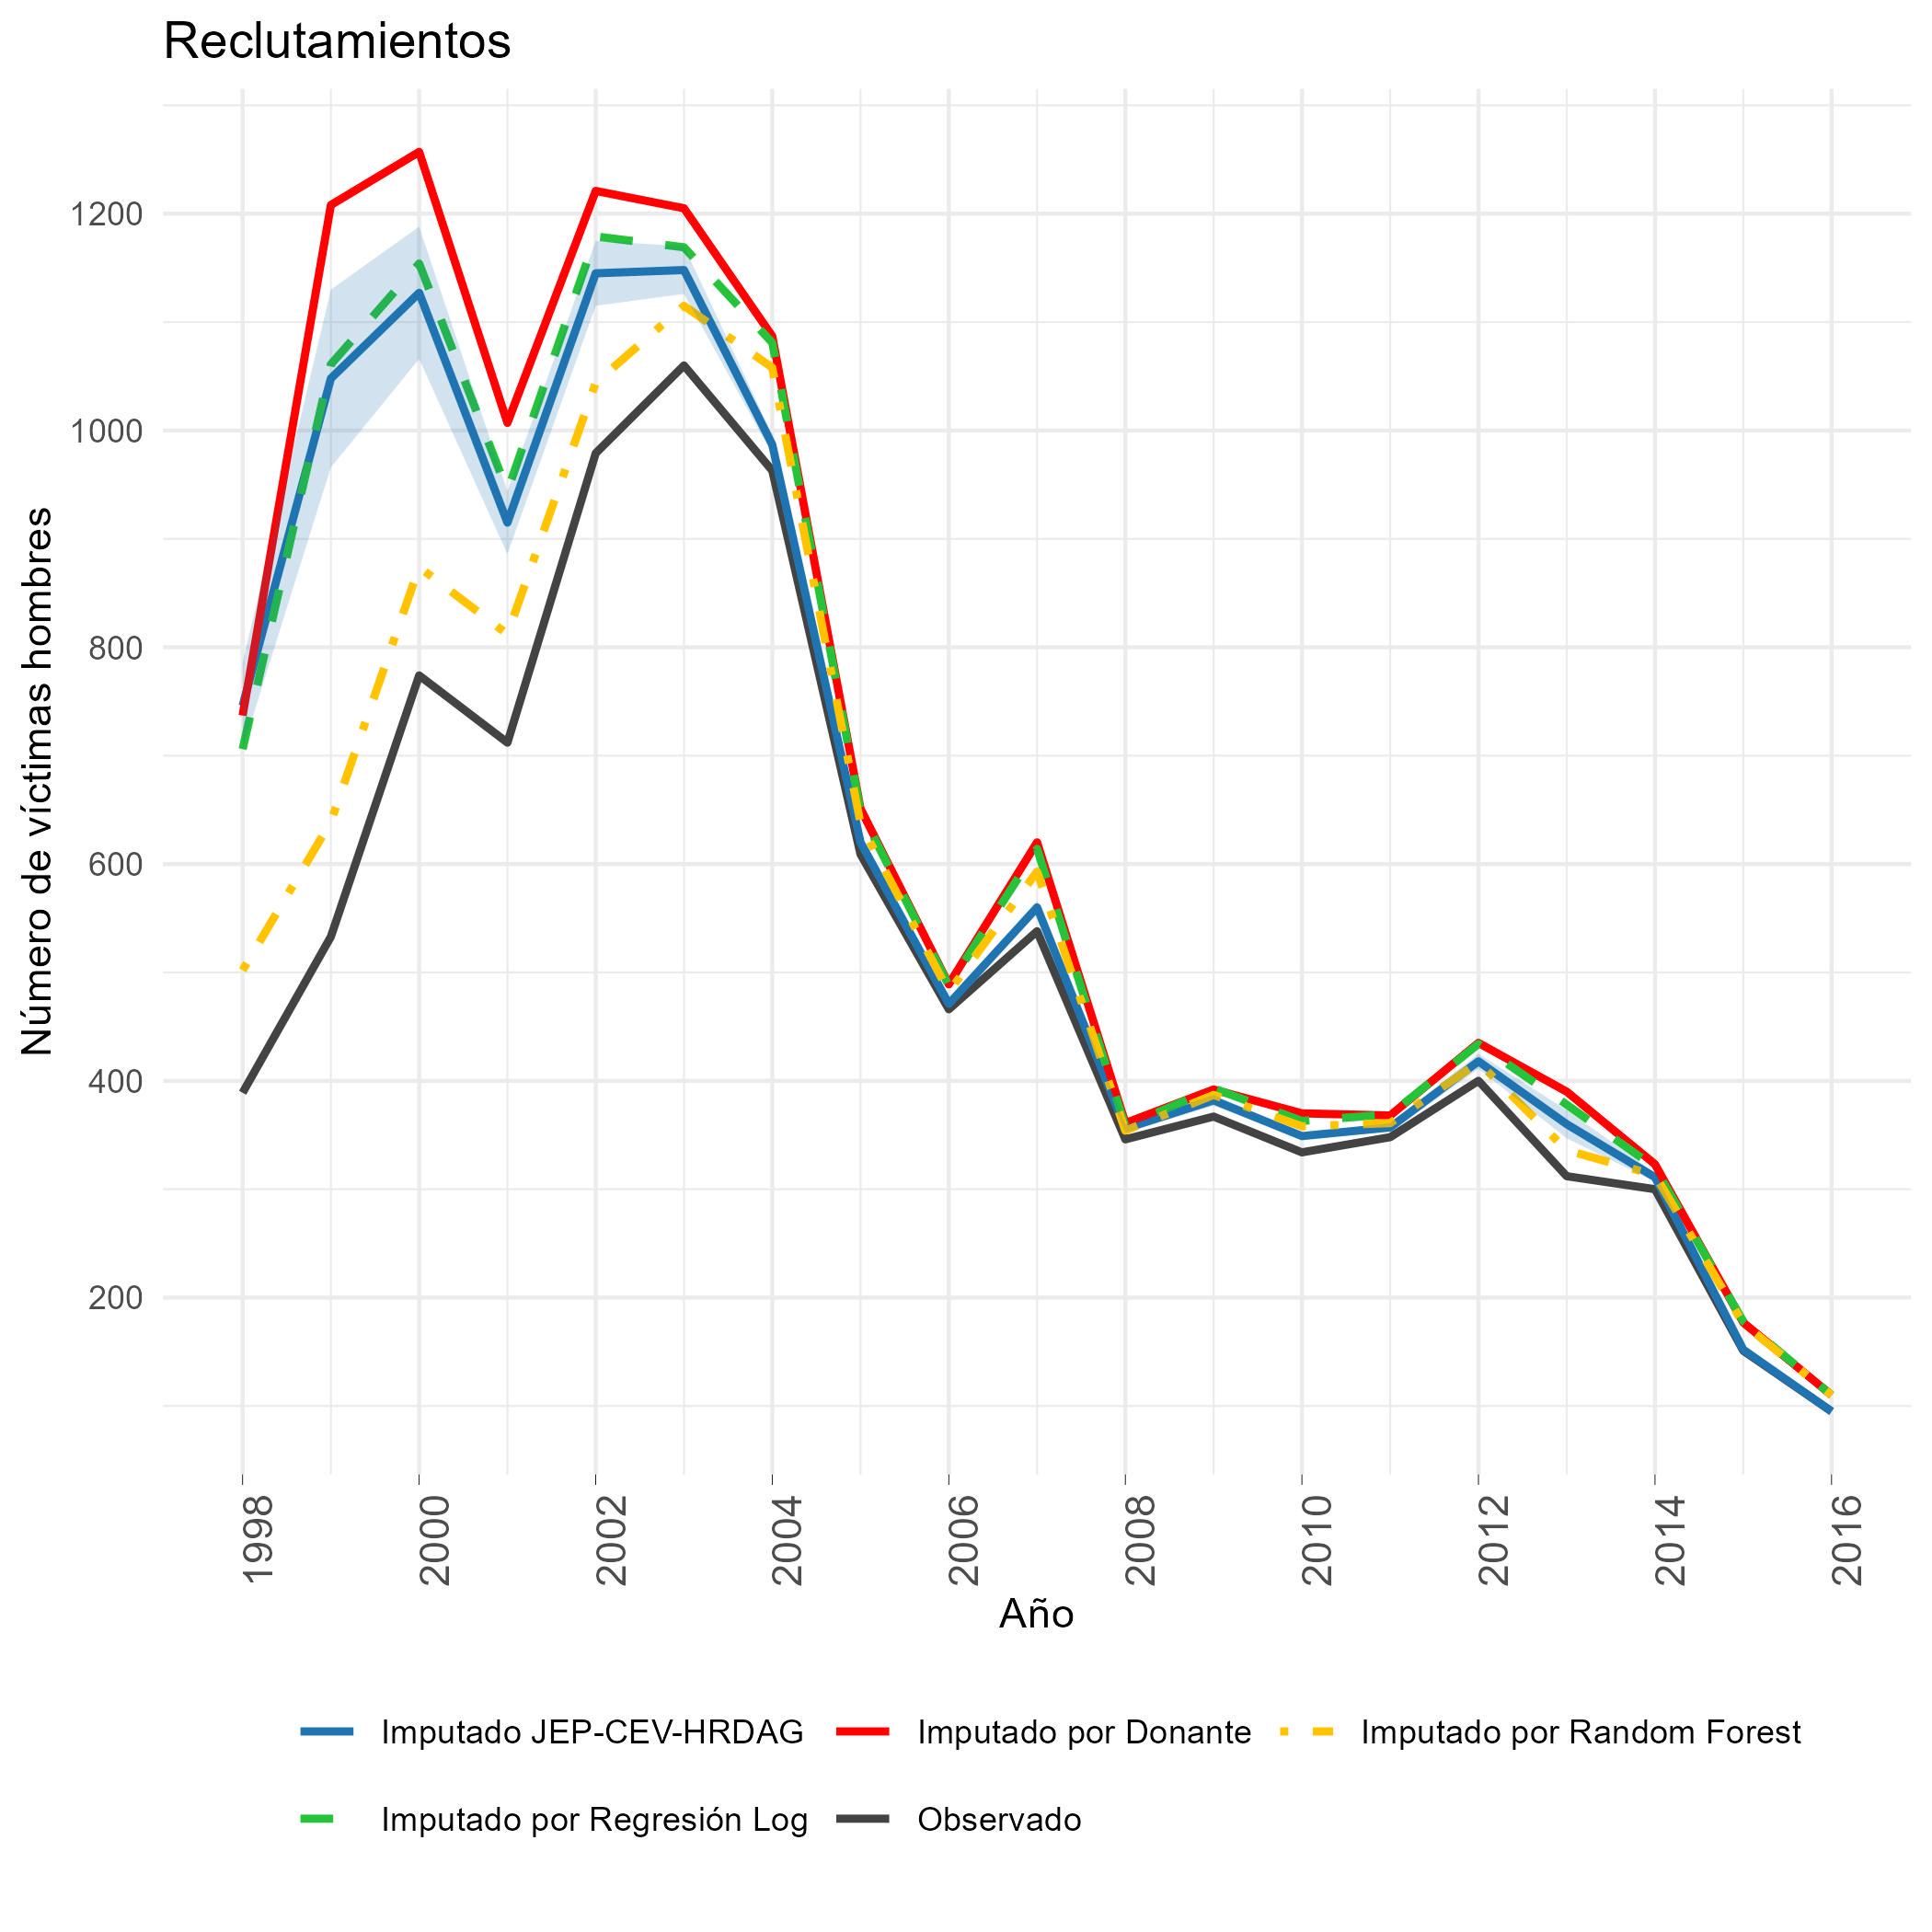 Reclutamientos
Número de víctimas hombres
1200
1000
800
600
400
200
1998
2000
2002
2004
2006
2008
2010
2012
2014
2016
Año
Imputado JEP-CEV-HRDAG
Imputado por Donante
Imputado por Random Forest
Imputado por Regresión Log
Observado